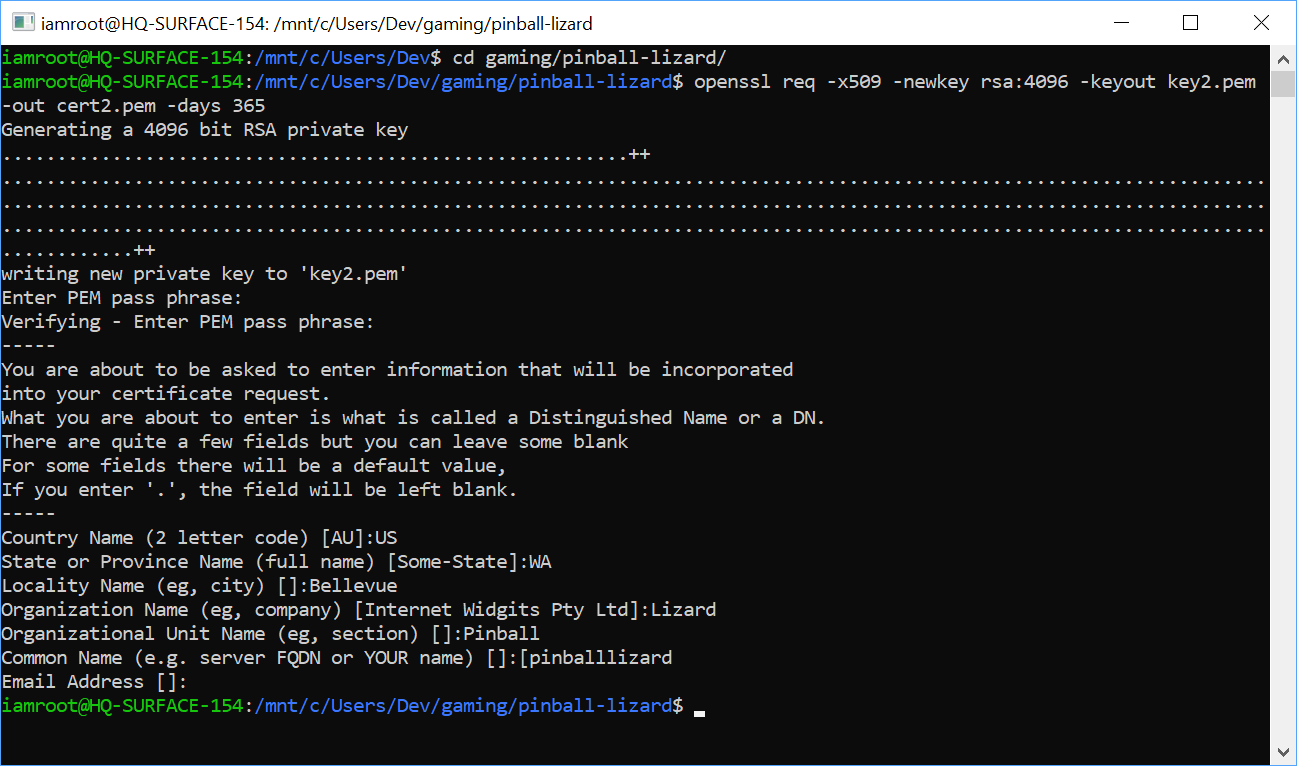 iamroot@HQ-SURFACE-154: /mnt/c/Users/Dev/gaming/pinball-lizard
iamroot@HQ-SURFACE-154:/mnt/c/Users/Dev$ cd gaming/pinball-lizard/
iamroot@HQ-SURFACE-154:/mnt/c/Users/Dev/gaming/pinball-lizard$ openssl req -x509 -newkey rsa:4096 -keyout key2.pem
-out cert2.pem -days 365
Generating a 4096 bit RSA private key
.........................................................++
...................................................................................................................
...................................................................................................................
...................................................................................................................
............++
writing new private key to 'key2.pem'
Enter PEM pass phrase:
Verifying - Enter PEM pass phrase:
-----
You are about to be asked to enter information that will be incorporated
into your certificate request.
What you are about to enter is what is called a Distinguished Name or a DN.
There are quite a few fields but you can leave some blank
For some fields there will be a default value,
If you enter '.', the field will be left blank.
-----
Country Name (2 letter code) [AU]:US
State or Province Name (full name) [Some-State]:WA
Locality Name (eg, city) []:Bellevue
Organization Name (eg, company) [Internet Widgits Pty Ltd]:Lizard
Organizational Unit Name (eg, section) []:Pinball
Common Name (e.g. server FQDN or YOUR name) []:[pinballlizard
Email Address []:
iamroot@HQ-SURFACE-154:/mnt/c/Users/Dev/gaming/pinball-lizard$